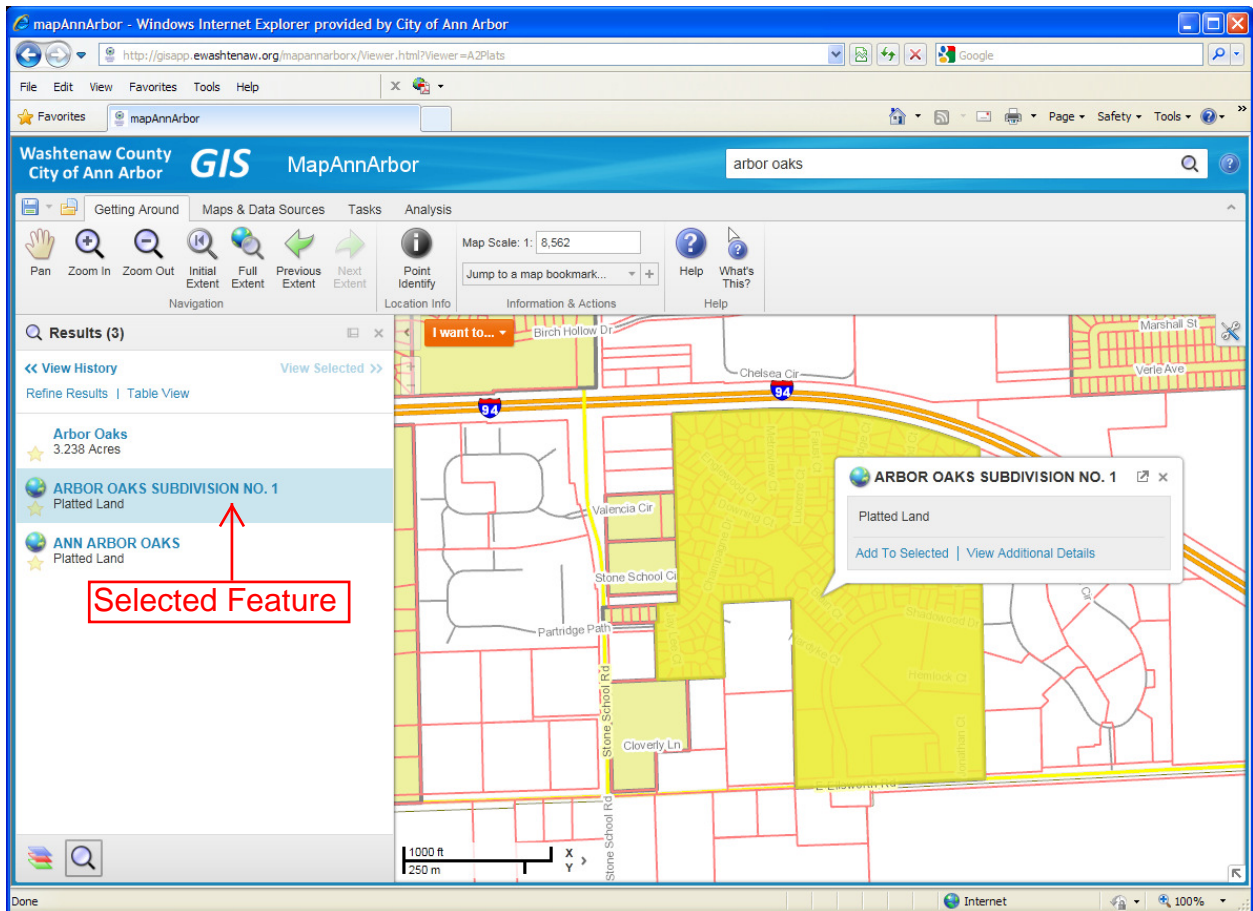 mapAnnArbor - Windows Internet Explorer provided by City of Ann Arbor
http://gisapp.ewashtenaw.org/mapannarborx/Viewer.html?Viewer=A2Plats
Google
File Edit View Favorites Tools Help
x
Favorites
mapAnnArbor
Page Safety Tools
Washtenaw County
City of Ann Arbor
GIS
MapAnnArbor
arbor oaks
Getting Around
Maps & Data Sources
Tasks
Analysis
Pan
Zoom In
Zoom Out
Initial Extent
Full Extent
Previous Extent
Next Extent
Navigation
Point Identify
Location Info
Map Scale: 1: 8,562
Jump to a map bookmark...
Information & Actions
Help
What's This?
Help
Results (3)
<< View History
View Selected >>
Refine Results | Table View
Arbor Oaks
3.238 Acres
ARBOR OAKS SUBDIVISION NO. 1
Platted Land
ANN ARBOR OAKS
Platted Land
Selected Feature
I want to...
Birch Hollow Dr
Marshall St
Verle Ave
Chelsea Cir
94
94
Valencia Cir
Stone School Ci
Partridge Path
Stone School Rd
Stone School Rd
Stone School Rd
Cloverly Ln
E Ellsworth Rd
Champagne Dr
Shadowood Dr
Hemlock Ct
Jonathan Ct
ARBOR OAKS SUBDIVISION NO. 1
Platted Land
Add To Selected | View Additional Details
1000 ft
250 m
X
Y
Done
Internet
100%